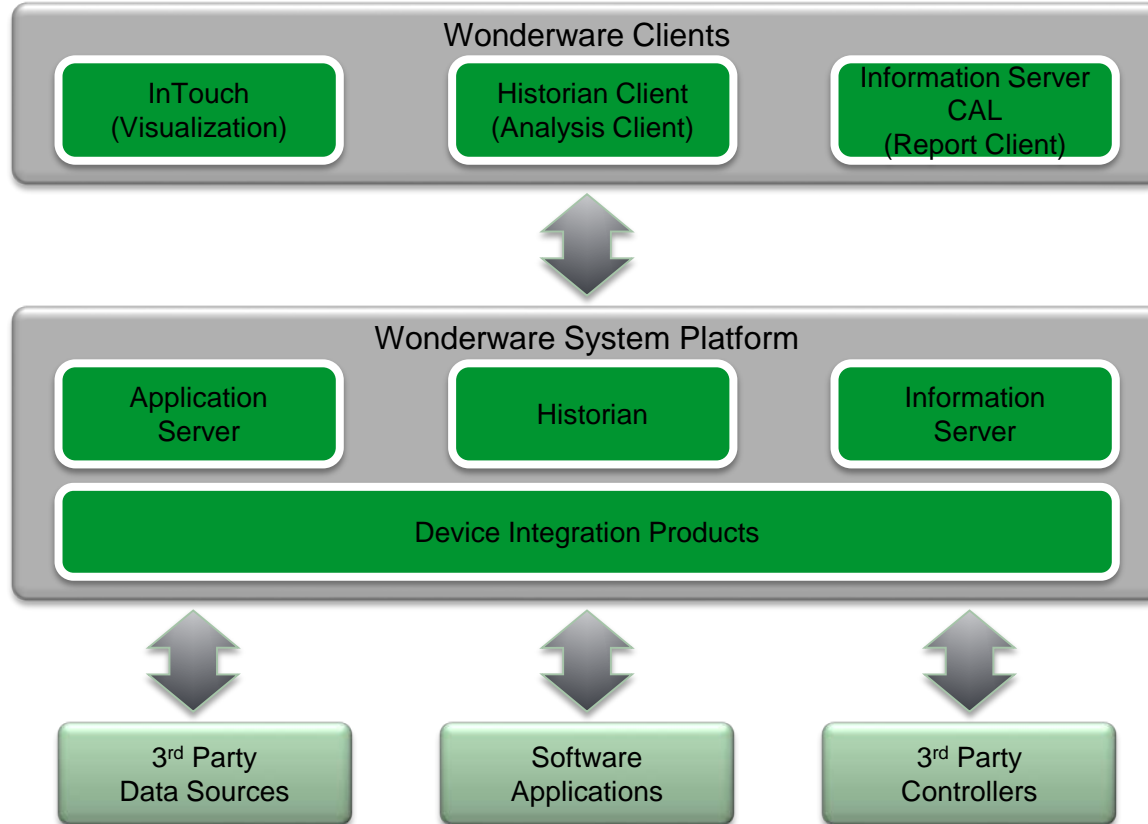 Wonderware Clients
InTouch
(Visualization)
Historian Client
(Analysis Client)
Information Server
CAL
(Report Client)
Wonderware System Platform
Application
Server
Historian
Information
Server
Device Integration Products
3rd Party
Data Sources
Software
Applications
3rd Party
Controllers